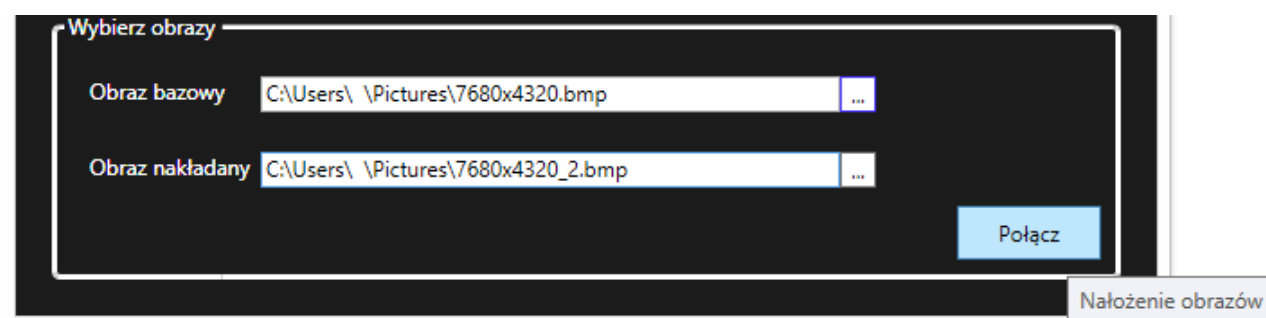 Wybierz obrazy
Obraz bazowy C:\Users\ \Pictures\7680x4320.bmp ...
Obraz nakładany C:\Users\ \Pictures\7680x4320_2.bmp ...
Połącz
Nałożenie obrazów